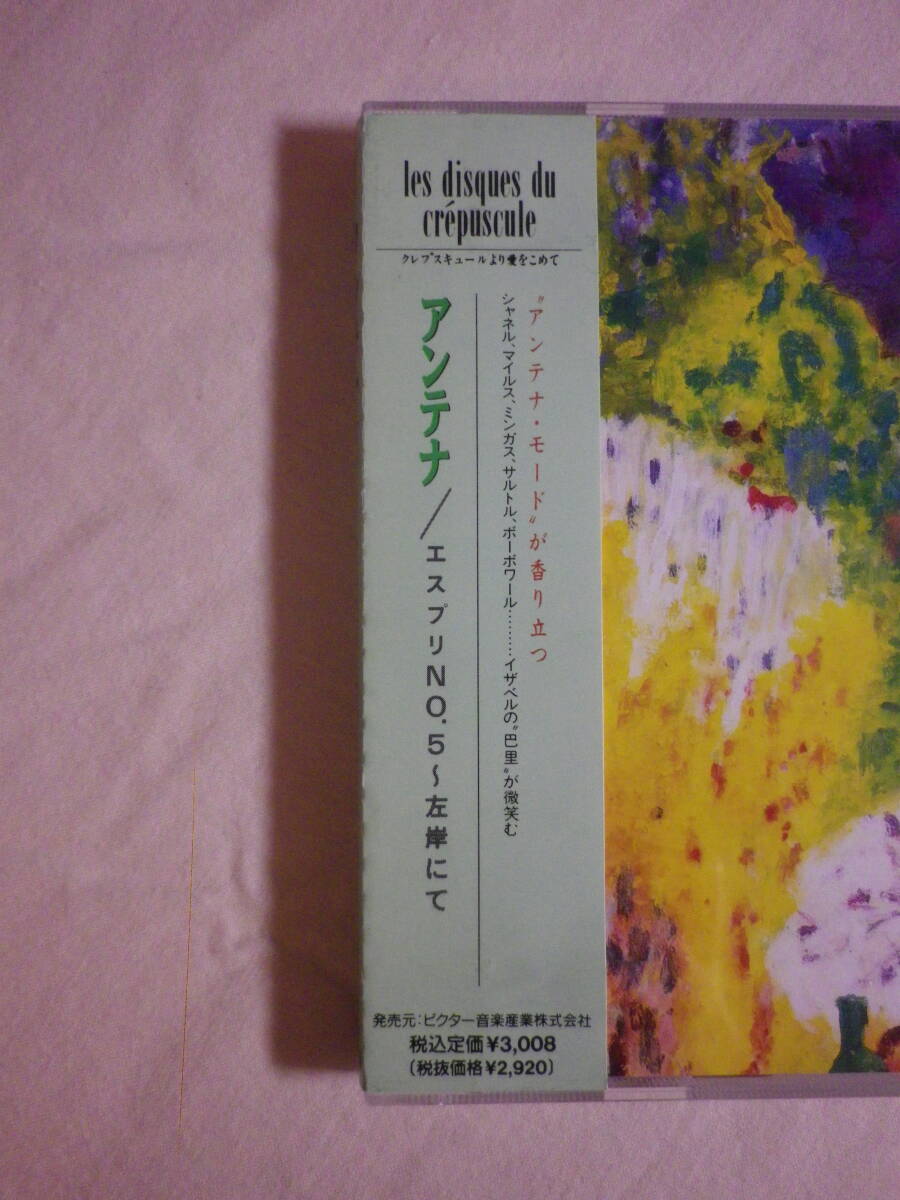 les disques du
crépuscule
クレプスキュールより愛をこめて
〝アンテナ・モード〟が香り立つ
シャネル、マイルス、ミンガス、サルトル、ボーボワール………イザベルの〝巴里〟が微笑む
アンテナ/エスプリNO.5~左岸にて
発売元:ビクター音楽産業株式会社
税込定価¥3,008
〔税抜価格¥2,920〕